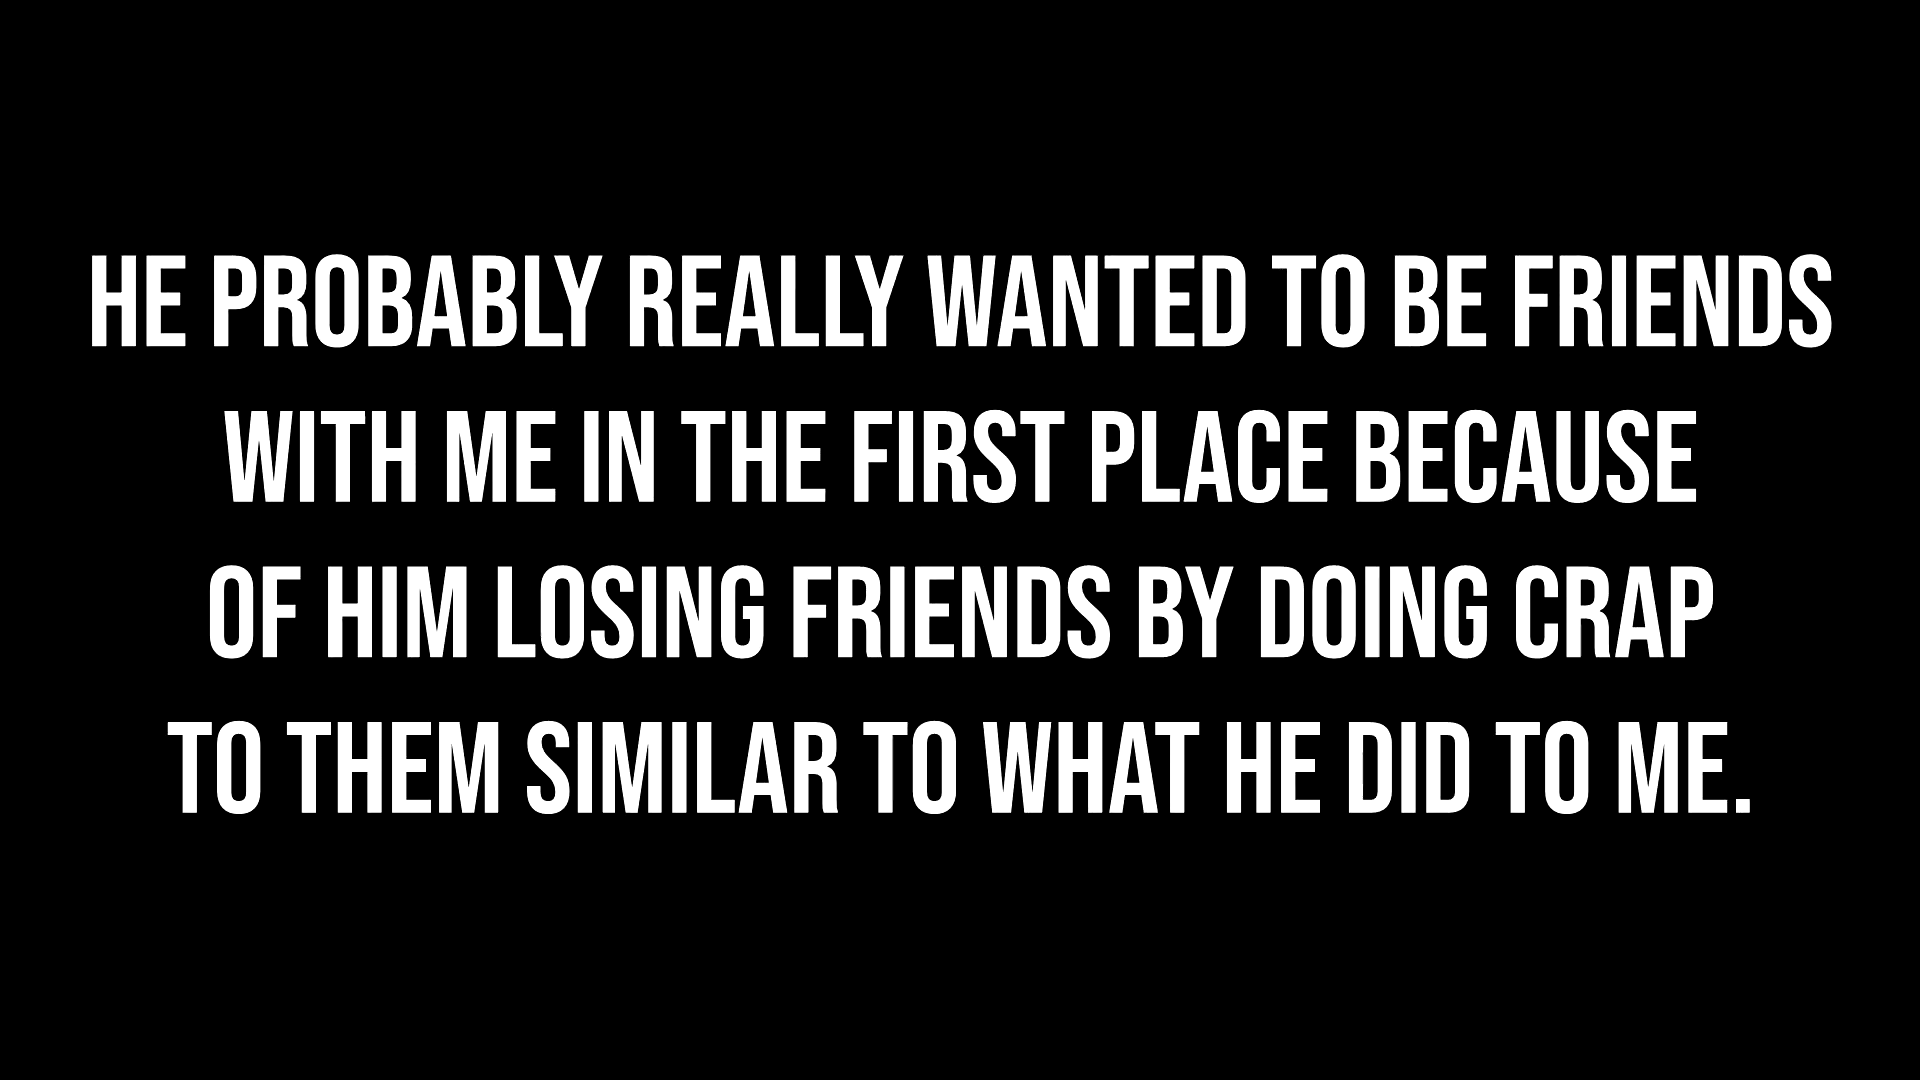 HE PROBABLY REALLY WANTED TO BE FRIENDS
WITH ME IN THE FIRST PLACE BECAUSE
OF HIM LOSING FRIENDS BY DOING CRAP
TO THEM SIMILAR TO WHAT HE DID TO ME.